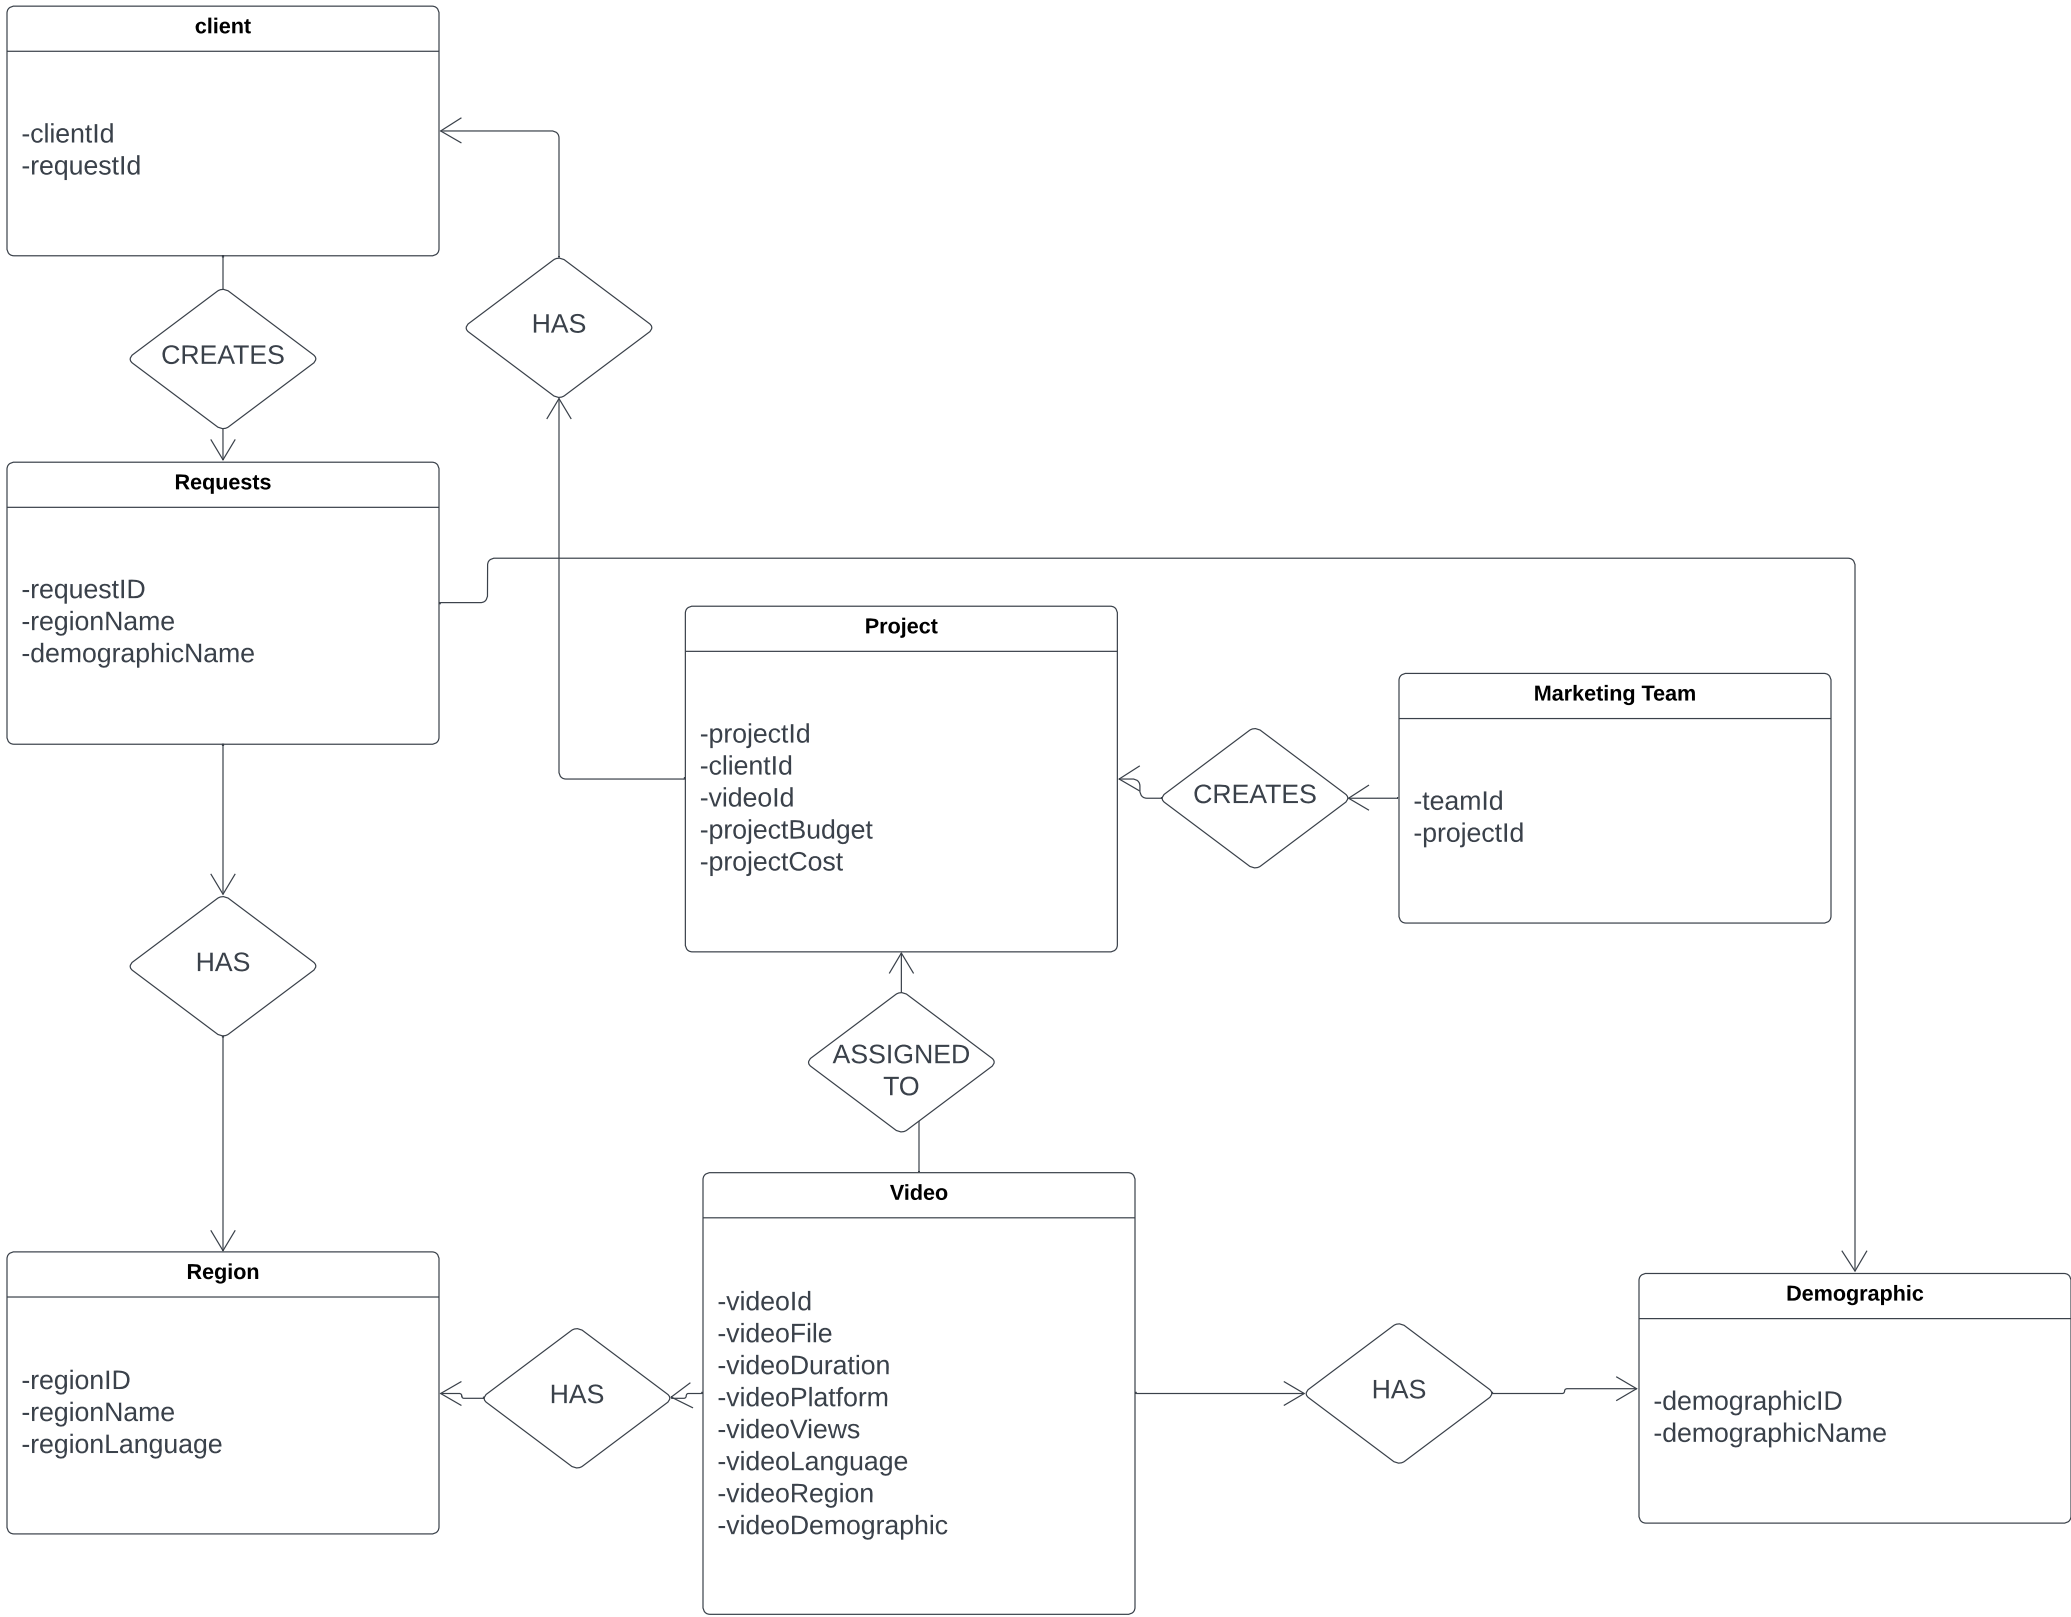 client
-clientId
-requestId
HAS
CREATES
Requests
-requestID
-regionName
-demographicName
Project
-projectId
-clientId
-videoId
-projectBudget
-projectCost
Marketing Team
-teamId
-projectId
CREATES
HAS
ASSIGNED
TO
Video
-videoId
-videoFile
-videoDuration
-videoPlatform
-videoViews
-videoLanguage
-videoRegion
-videoDemographic
Region
-regionID
-regionName
-regionLanguage
HAS
HAS
Demographic
-demographicID
-demographicName